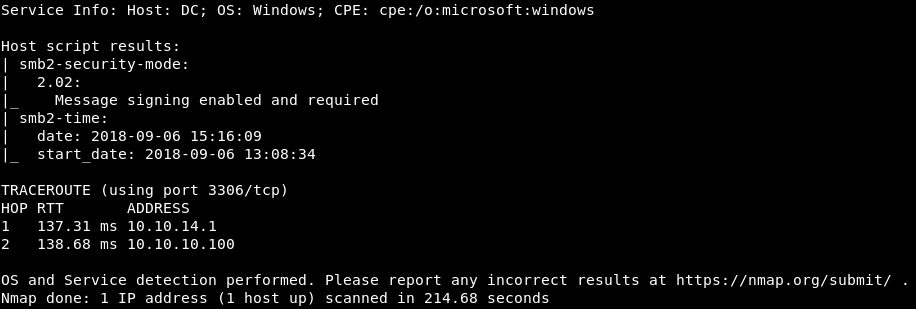 Service Info: Host: DC; OS: Windows; CPE: cpe:/o:microsoft:windows

Host script results:
| smb2-security-mode:
|   2.02:
|_    Message signing enabled and required
| smb2-time:
|   date: 2018-09-06 15:16:09
|_  start_date: 2018-09-06 13:08:34

TRACEROUTE (using port 3306/tcp)
HOP RTT       ADDRESS
1   137.31 ms 10.10.14.1
2   138.68 ms 10.10.10.100

OS and Service detection performed. Please report any incorrect results at https://nmap.org/submit/ .
Nmap done: 1 IP address (1 host up) scanned in 214.68 seconds